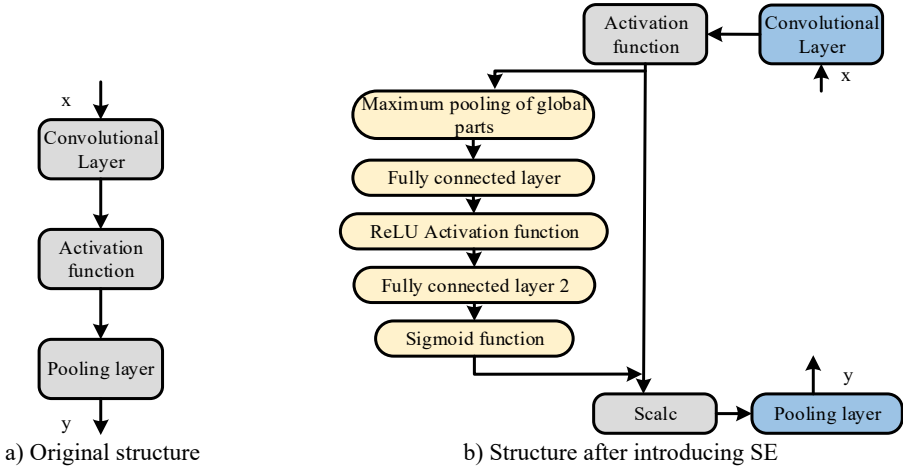 x
Convolutional
Layer
Activation
function
Pooling layer
y
a) Original structure
Activation
function
Convolutional
Layer
x
Maximum pooling of global
parts
Fully connected layer
ReLU Activation function
Fully connected layer 2
Sigmoid function
Scalc
Pooling layer
y
b) Structure after introducing SE